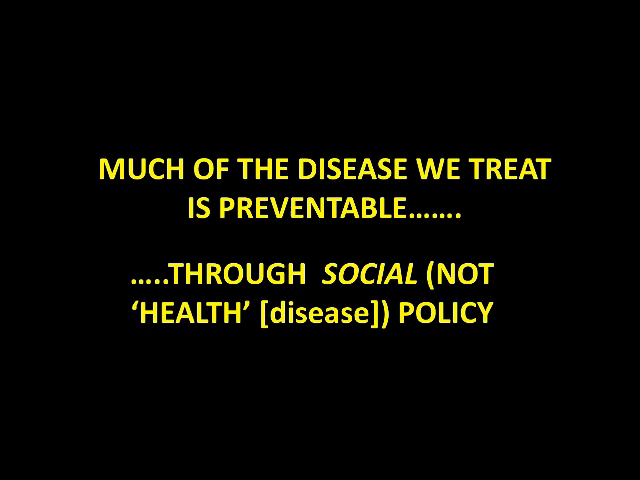 MUCH OF THE DISEASE WE TREAT
IS PREVENTABLE…….
…..THROUGH  SOCIAL (NOT
‘HEALTH’ [disease]) POLICY